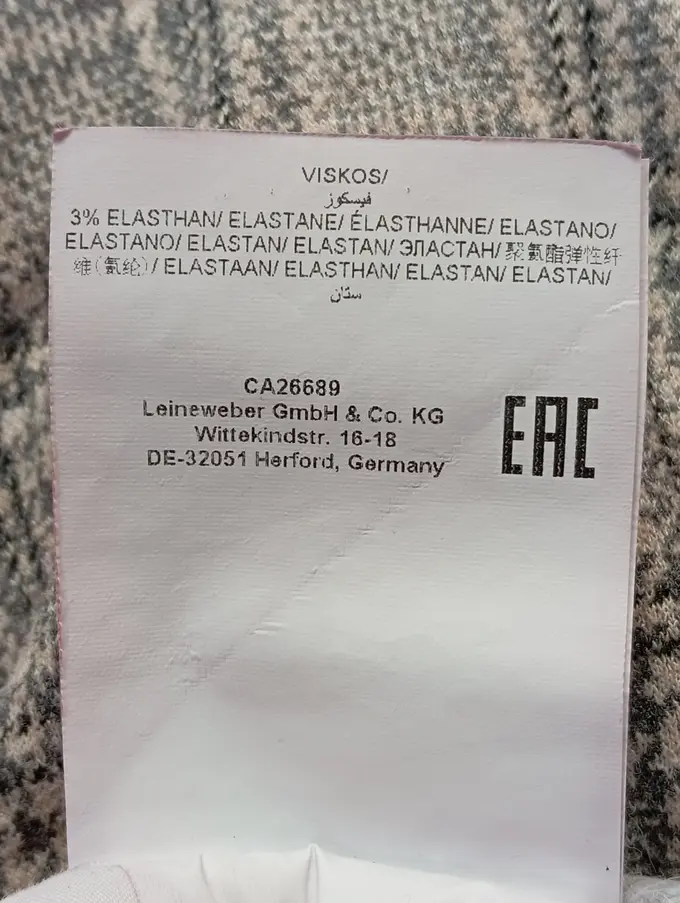 VISKOS/
فيسكوز
3% ELASTHAN/ ELASTANE/ ÉLASTHANNE/ ELASTANO/
ELASTANO/ ELASTAN/ ELASTAN/ ЭЛАСТАН/ 聚氨酯弹性纤
维(氨纶)/ ELASTAAN/ ELASTHAN/ ELASTAN/ ELASTAN/
ستان
CA26689
Leineweber GmbH & Co. KG
Wittekindstr. 16-18
DE-32051 Herford, Germany
EAC